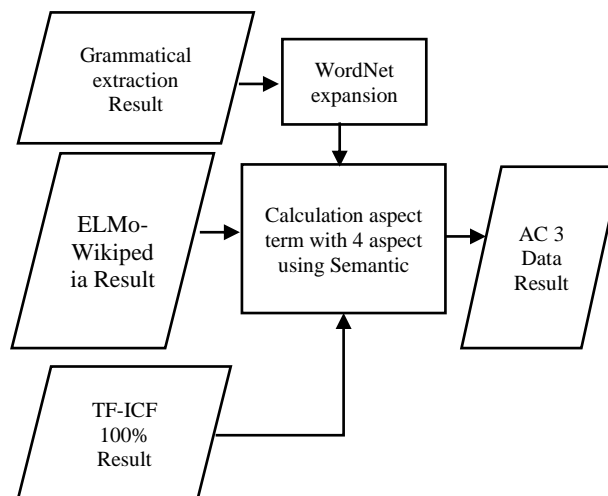 Grammatical
extraction
Result
WordNet
expansion
ELMo-
Wikiped
ia Result
Calculation aspect
term with 4 aspect
using Semantic
AC 3
Data
Result
TF-ICF
100%
Result